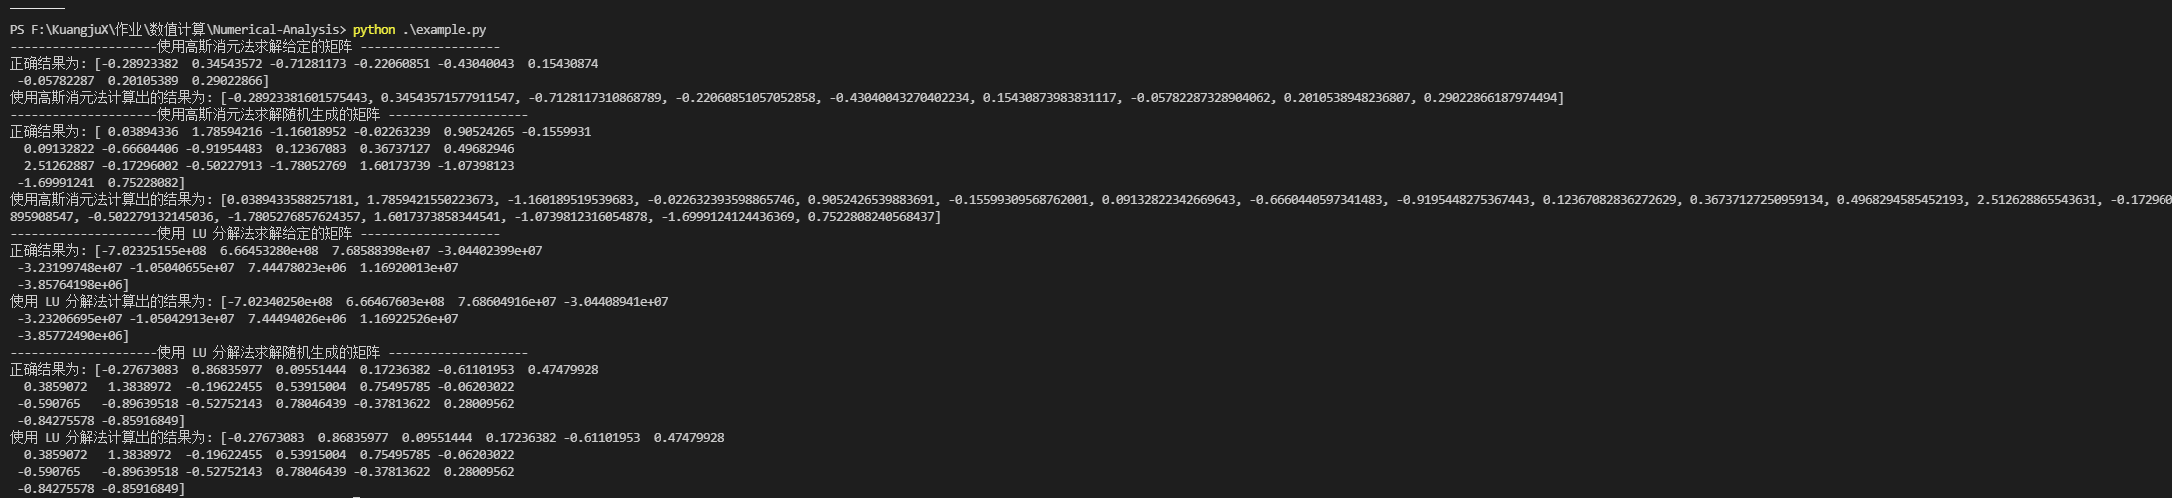 PS F:\KuangjuX\作业\数值计算\Numerical-Analysis> python .\example.py
---------------------使用高斯消元法求解给定的矩阵 --------------------
正确结果为: [-0.28923382  0.34543572 -0.71281173 -0.22060851 -0.43040043  0.15430874
 -0.05782287  0.20105389  0.29022866]
使用高斯消元法计算出的结果为: [-0.28923381601575443, 0.34543571577911547, -0.7128117310868789, -0.22060851057052858, -0.43040043270402234, 0.15430873983831117, -0.05782287328904062, 0.2010538948236807, 0.29022866187974494]
---------------------使用高斯消元法求解随机生成的矩阵 --------------------
正确结果为: [ 0.03894336  1.78594216 -1.16018952 -0.02263239  0.90524265 -0.1559931
  0.09132822 -0.66604406 -0.91954483  0.12367083  0.36737127  0.49682946
  2.51262887 -0.17296002 -0.50227913 -1.78052769  1.60173739 -1.07398123
 -1.69991241  0.75228082]
使用高斯消元法计算出的结果为: [0.0389433588257181, 1.7859421550223673, -1.160189519539683, -0.022632393598865746, 0.9052426539883691, -0.15599309568762001, 0.09132822342669643, -0.6660440597341483, -0.9195448275367443, 0.12367082836272629, 0.36737127250959134, 0.4968294585452193, 2.512628865543631, -0.172960
895908547, -0.502279132145036, -1.7805276857624357, 1.6017373858344541, -1.0739812316054878, -1.6999124124436369, 0.7522808240568437]
---------------------使用 LU 分解法求解给定的矩阵 --------------------
正确结果为: [-7.02325155e+08  6.66453280e+08  7.68588398e+07 -3.04402399e+07
 -3.23199748e+07 -1.05040655e+07  7.44478023e+06  1.16920013e+07
 -3.85764198e+06]
使用 LU 分解法计算出的结果为: [-7.02340250e+08  6.66467603e+08  7.68604916e+07 -3.04408941e+07
 -3.23206695e+07 -1.05042913e+07  7.44494026e+06  1.16922526e+07
 -3.85772490e+06]
---------------------使用 LU 分解法求解随机生成的矩阵 --------------------
正确结果为: [-0.27673083  0.86835977  0.09551444  0.17236382 -0.61101953  0.47479928
  0.3859072   1.3838972  -0.19622455  0.53915004  0.75495785 -0.06203022
 -0.590765   -0.89639518 -0.52752143  0.78046439 -0.37813622  0.28009562
 -0.84275578 -0.85916849]
使用 LU 分解法计算出的结果为: [-0.27673083  0.86835977  0.09551444  0.17236382 -0.61101953  0.47479928
  0.3859072   1.3838972  -0.19622455  0.53915004  0.75495785 -0.06203022
 -0.590765   -0.89639518 -0.52752143  0.78046439 -0.37813622  0.28009562
 -0.84275578 -0.85916849]